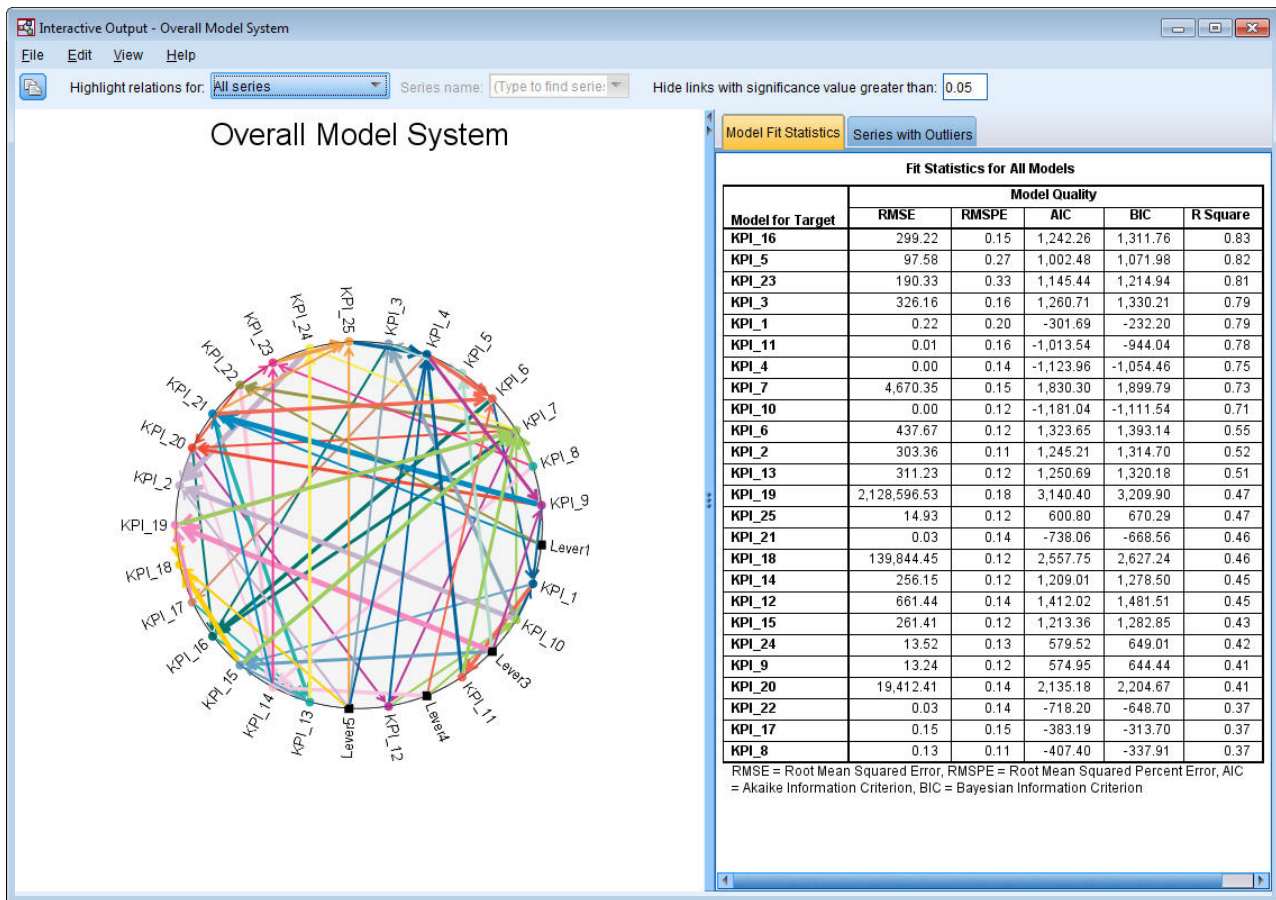 Interactive Output - Overall Model System
File Edit View Help
Highlight relations for: All series Series name: (Type to find serie: Hide links with significance value greater than: 0.05
Overall Model System
KPI_3
KPI_4
KPI_5
KPI_6
KPI_7
KPI_8
KPI_9
Lever1
KPI_1
KPI_10
Lever3
KPI_11
Lever4
KPI_12
Lever5
KPI_13
KPI_14
KPI_15
KPI_16
KPI_17
KPI_18
KPI_19
KPI_2
KPI_20
KPI_21
KPI_22
KPI_23
KPI_24
KPI_25
Model Fit Statistics Series with Outliers
Fit Statistics for All Models
Model Quality
Model for Target RMSE RMSPE AIC BIC R Square
KPI_16 299.22 0.15 1,242.26 1,311.76 0.83
KPI_5 97.58 0.27 1,002.48 1,071.98 0.82
KPI_23 190.33 0.33 1,145.44 1,214.94 0.81
KPI_3 326.16 0.16 1,260.71 1,330.21 0.79
KPI_1 0.22 0.20 -301.69 -232.20 0.79
KPI_11 0.01 0.16 -1,013.54 -944.04 0.78
KPI_4 0.00 0.14 -1,123.96 -1,054.46 0.75
KPI_7 4,670.35 0.15 1,830.30 1,899.79 0.73
KPI_10 0.00 0.12 -1,181.04 -1,111.54 0.71
KPI_6 437.67 0.12 1,323.65 1,393.14 0.55
KPI_2 303.36 0.11 1,245.21 1,314.70 0.52
KPI_13 311.23 0.12 1,250.69 1,320.18 0.51
KPI_19 2,128,596.53 0.18 3,140.40 3,209.90 0.47
KPI_25 14.93 0.12 600.80 670.29 0.47
KPI_21 0.03 0.14 -738.06 -668.56 0.46
KPI_18 139,844.45 0.12 2,557.75 2,627.24 0.46
KPI_14 256.15 0.12 1,209.01 1,278.50 0.45
KPI_12 661.44 0.14 1,412.02 1,481.51 0.45
KPI_15 261.41 0.12 1,213.36 1,282.85 0.43
KPI_24 13.52 0.13 579.52 649.01 0.42
KPI_9 13.24 0.12 574.95 644.44 0.41
KPI_20 19,412.41 0.14 2,135.18 2,204.67 0.41
KPI_22 0.03 0.14 -718.20 -648.70 0.37
KPI_17 0.15 0.15 -383.19 -313.70 0.37
KPI_8 0.13 0.11 -407.40 -337.91 0.37
RMSE = Root Mean Squared Error, RMSPE = Root Mean Squared Percent Error, AIC
= Akaike Information Criterion, BIC = Bayesian Information Criterion